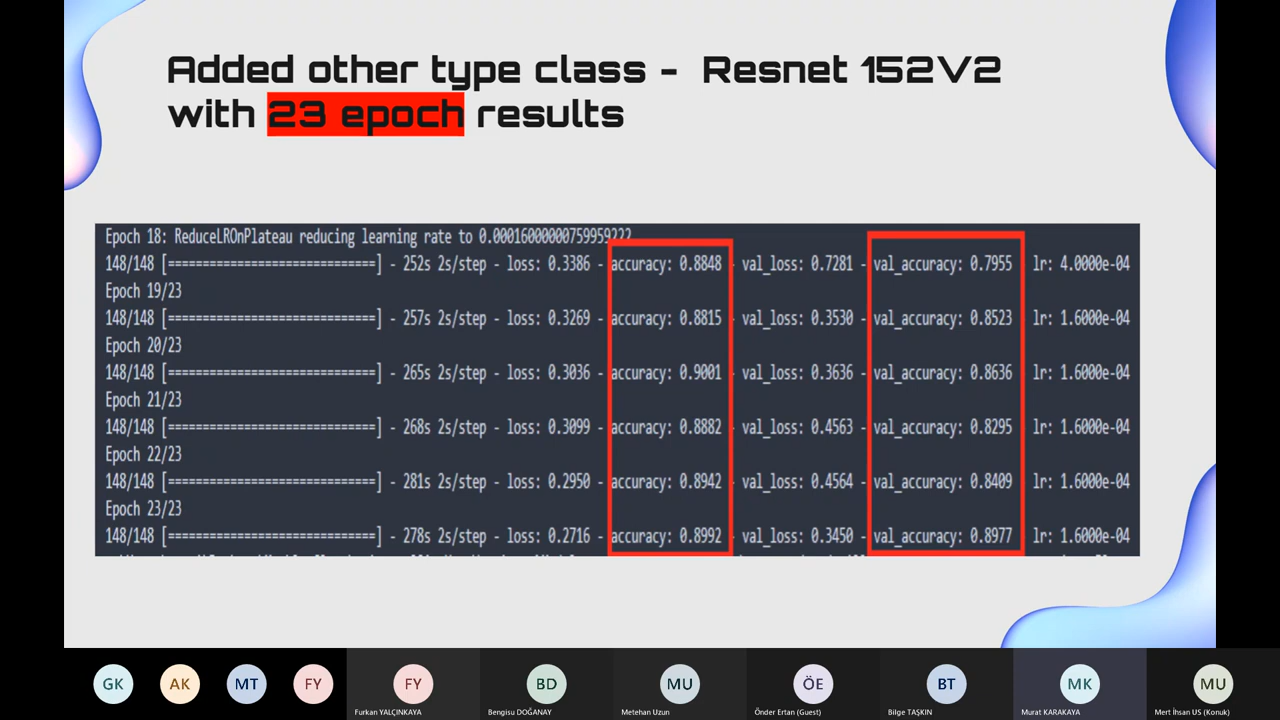 Added other type class - Resnet 152V2
with 23 epoch results
Epoch 18: ReduceLROnPlateau reducing learning rate to 0.00016000000759959222.
148/148 [==============================] - 252s 2s/step - loss: 0.3386 - accuracy: 0.8848 - val_loss: 0.7281 - val_accuracy: 0.7955 - lr: 4.0000e-04
Epoch 19/23
148/148 [==============================] - 257s 2s/step - loss: 0.3269 - accuracy: 0.8815 - val_loss: 0.3530 - val_accuracy: 0.8523 - lr: 1.6000e-04
Epoch 20/23
148/148 [==============================] - 265s 2s/step - loss: 0.3036 - accuracy: 0.9001 - val_loss: 0.3636 - val_accuracy: 0.8636 - lr: 1.6000e-04
Epoch 21/23
148/148 [==============================] - 268s 2s/step - loss: 0.3099 - accuracy: 0.8882 - val_loss: 0.4563 - val_accuracy: 0.8295 - lr: 1.6000e-04
Epoch 22/23
148/148 [==============================] - 281s 2s/step - loss: 0.2950 - accuracy: 0.8942 - val_loss: 0.4564 - val_accuracy: 0.8409 - lr: 1.6000e-04
Epoch 23/23
148/148 [==============================] - 278s 2s/step - loss: 0.2716 - accuracy: 0.8992 - val_loss: 0.3450 - val_accuracy: 0.8977 - lr: 1.6000e-04
GK AK MT FY FY BD MU ÖE BT MK MU
Furkan YALÇINKAYA Bengisu DOĞANAY Metehan Uzun Önder Ertan (Guest) Bilge TAŞKIN Murat KARAKAYA Mert İhsan US (Konuk)